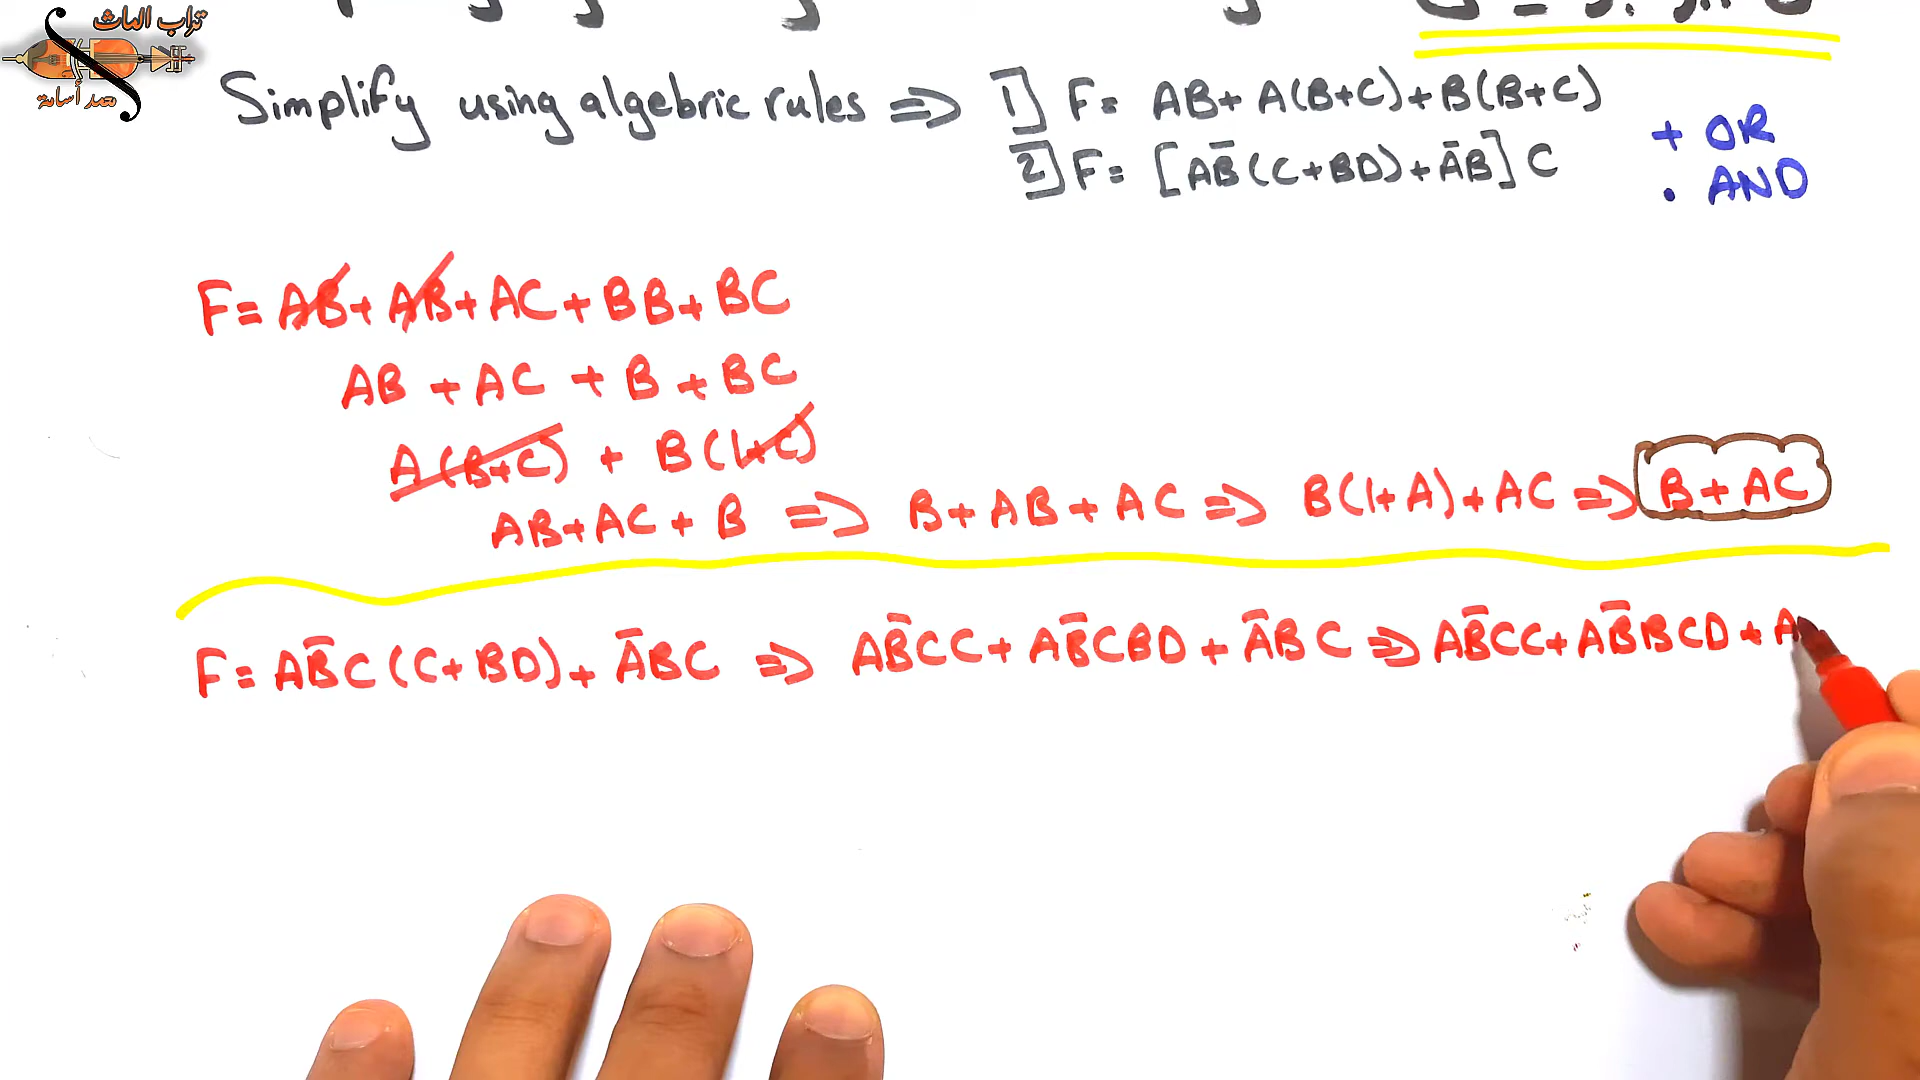 تراب الماث
محمد أسامة
Simplify using algebric rules => 1] F= AB+ A(B+C)+B(B+C)
2] F= [AB̄(C+BD)+ĀB]C
+ OR
. AND
F= AB+ AB+AC+BB+BC
AB +AC +B+BC
A(B+C) + B(1+C)
AB+AC+B => B+AB+AC => B(1+A)+AC => B+AC
F= AB̄C(C+BD)+ĀBC => AB̄CC+AB̄CBD+ĀBC => AB̄CC+AB̄BCD+A